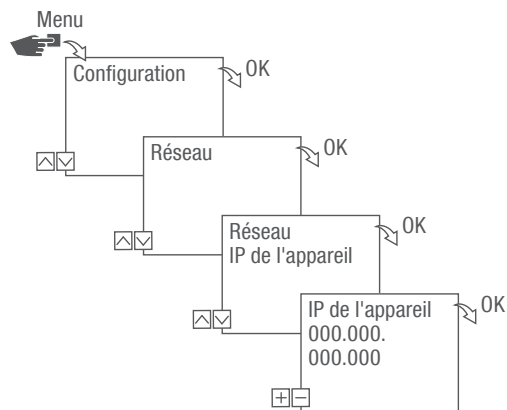 Menu
Configuration
OK
Réseau
OK
Réseau
IP de l'appareil
OK
IP de l'appareil
000.000.
000.000
OK
+ −